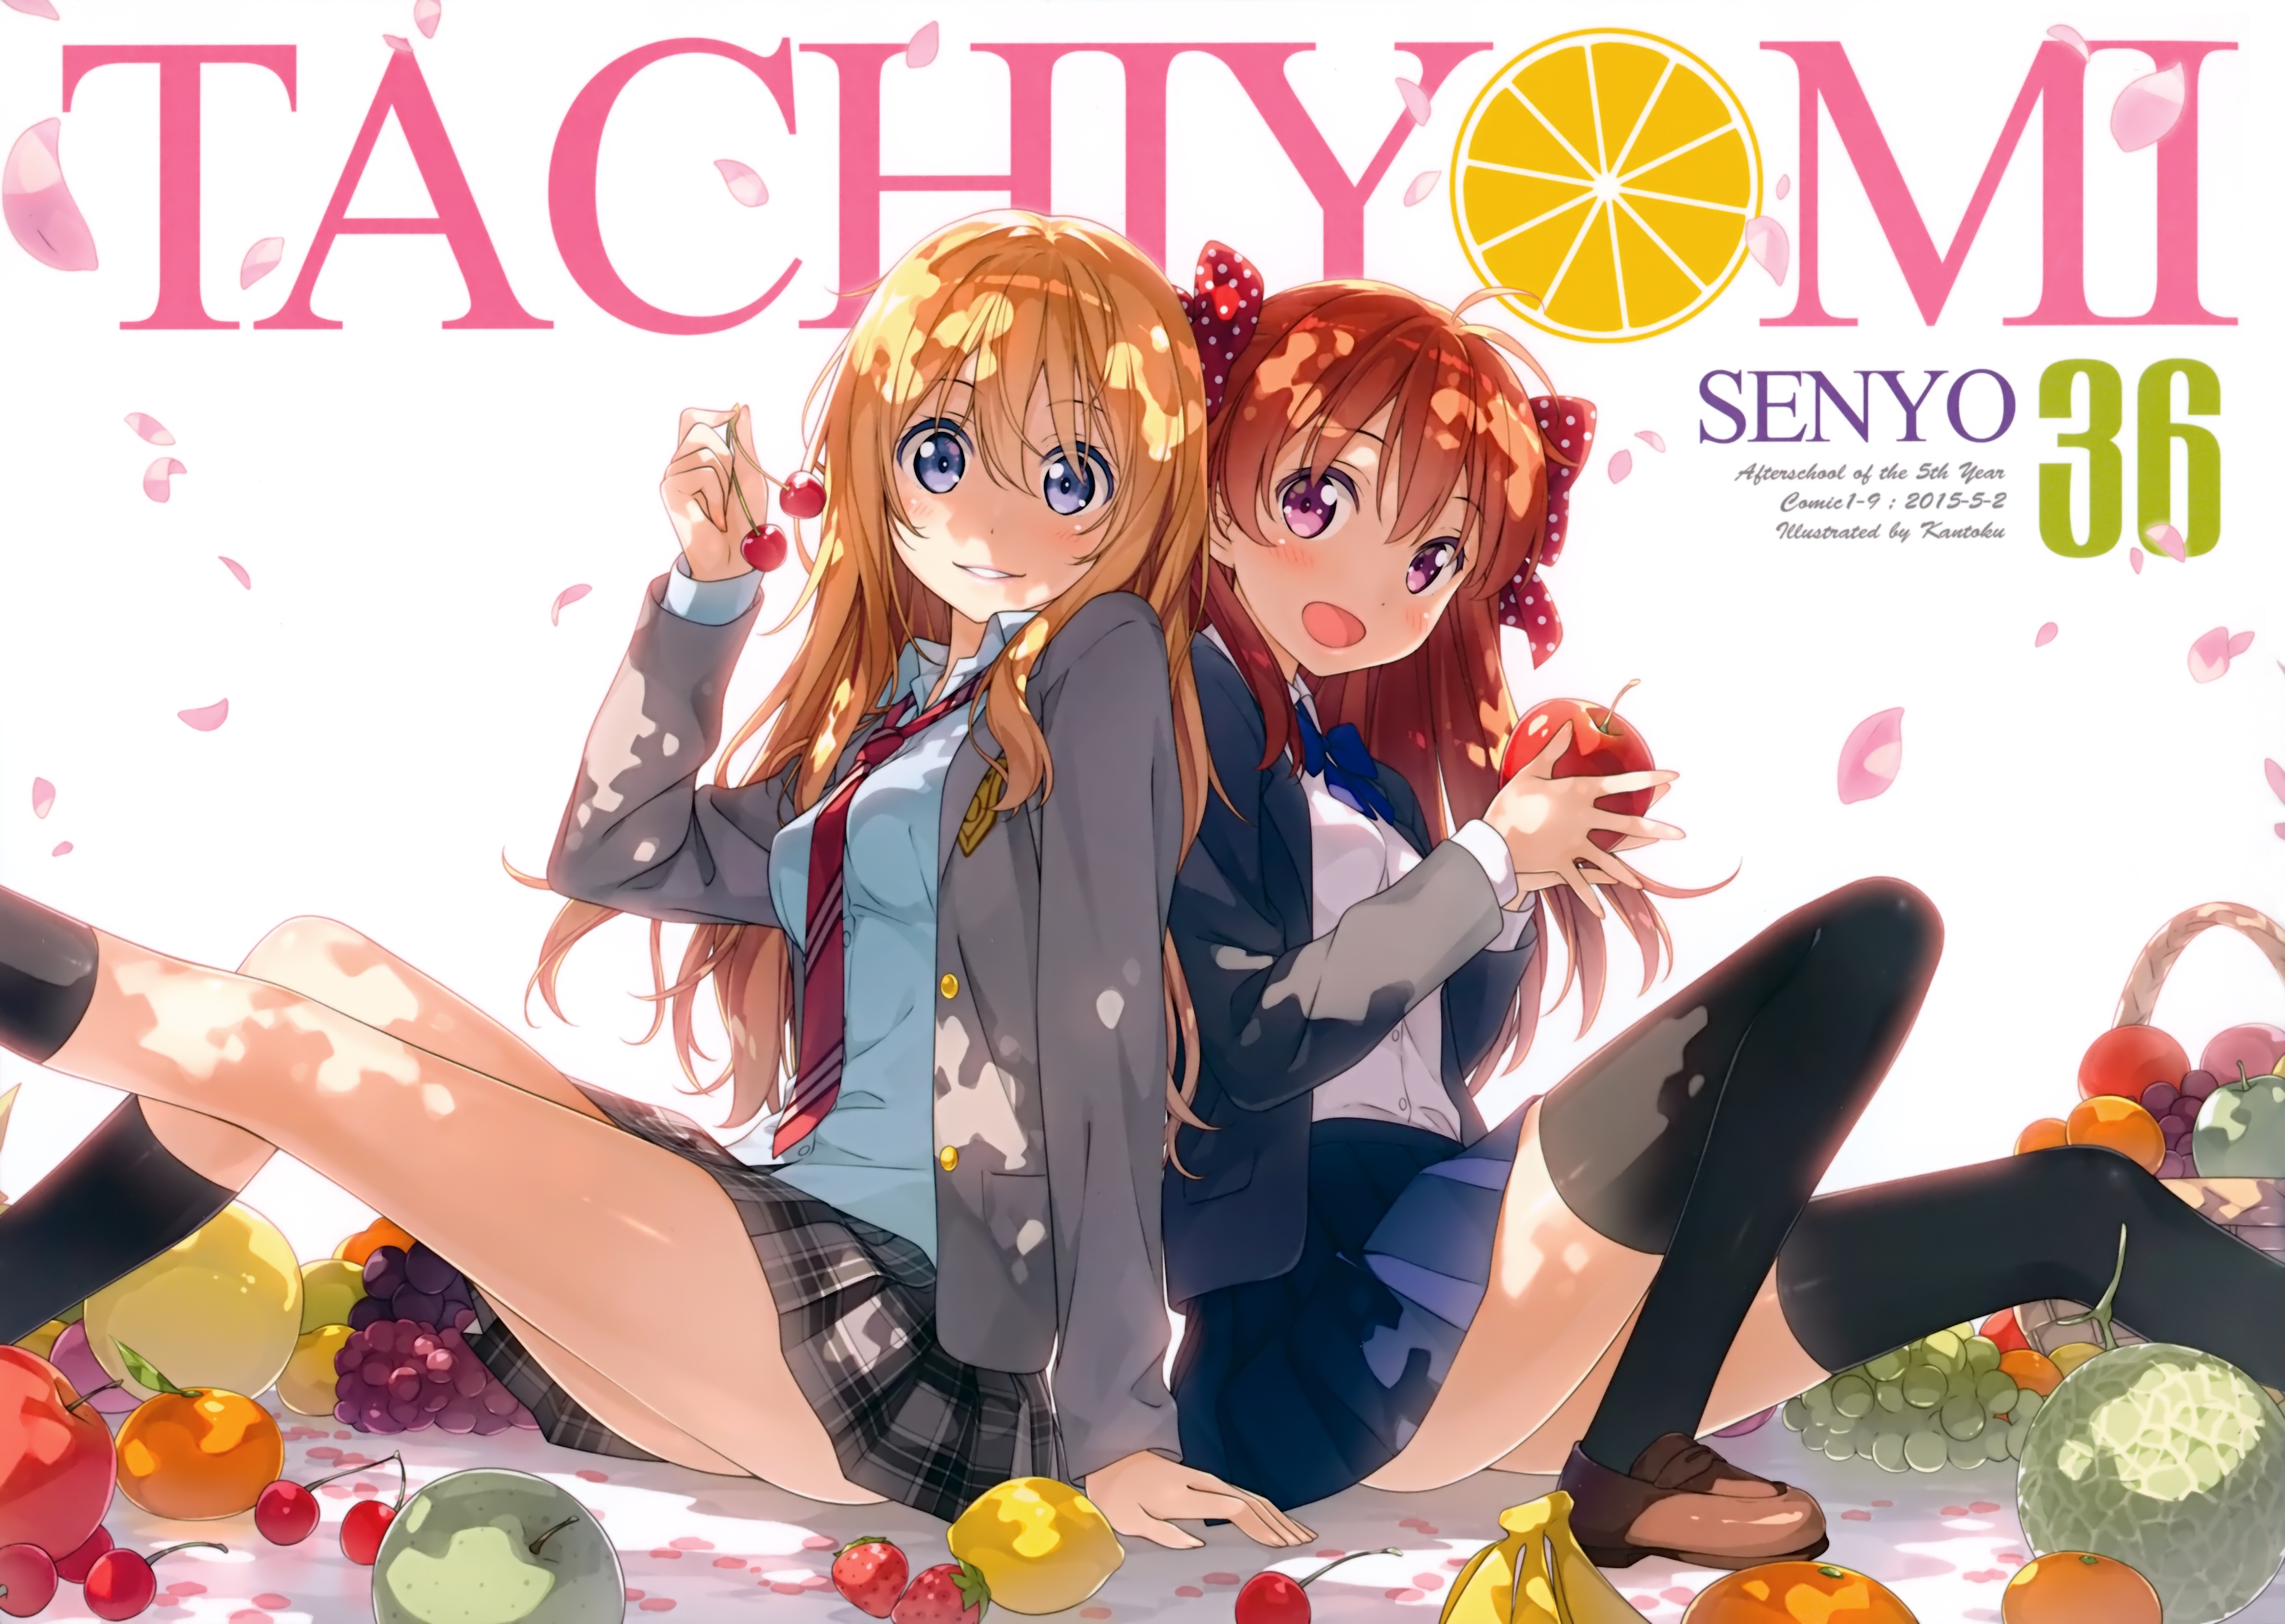 TACHIYOMI
SENYO 36
Afterschool of the 5th Year
Comic1-9 : 2015-5-2
Illustrated by Kantoku